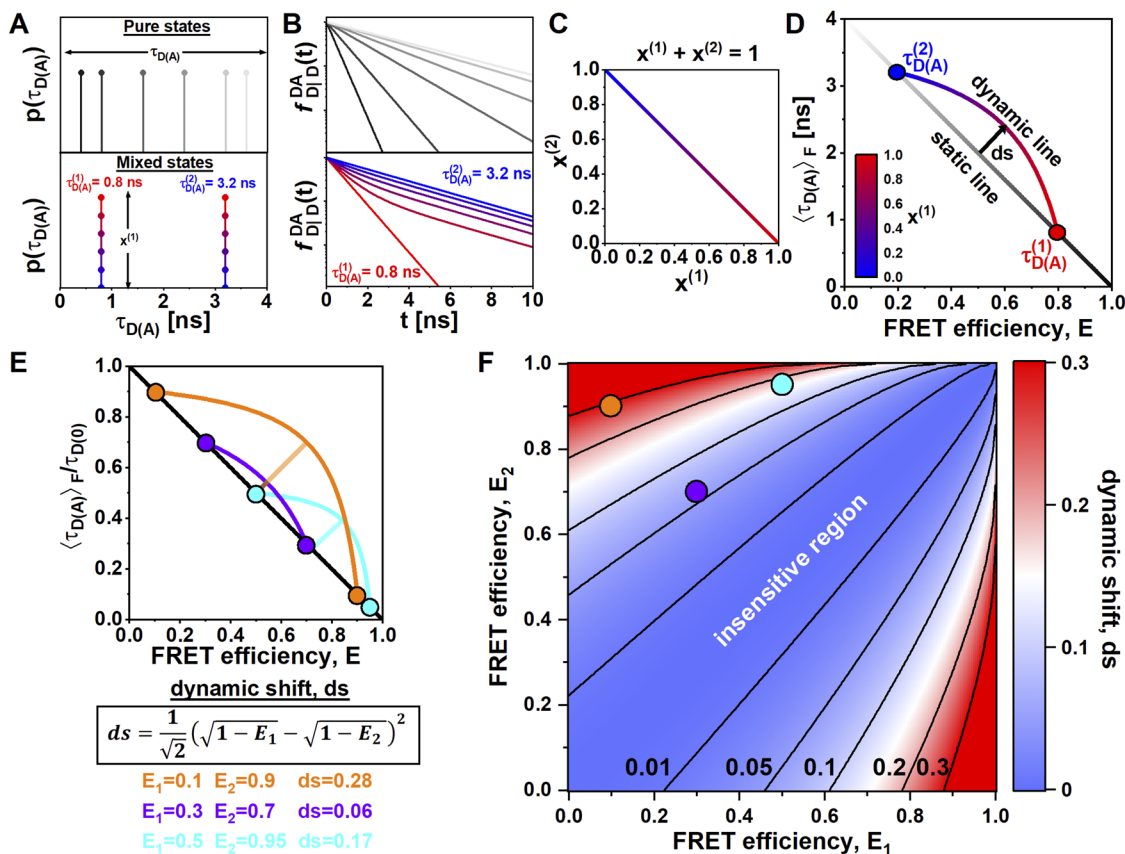 A
Pure states
τD(A)
p(τD(A))
Mixed states
τD(A)(1)= 0.8 ns τD(A)(2)= 3.2 ns
x(1)
p(τD(A))
0 1 2 3 4
τD(A) [ns]
B
fD|D DA(t)
τD(A)(2)= 3.2 ns
fD|D DA(t)
τD(A)(1)= 0.8 ns
0 2 4 6 8 10
t [ns]
C
x(1) + x(2) = 1
1.0
0.8
0.6
0.4
0.2
0.0
x(2)
0.0 0.2 0.4 0.6 0.8 1.0
x(1)
D
4
3
2
1
0
⟨τD(A)⟩F [ns]
τD(A)(2)
dynamic line
ds
static line
1.0
0.8
0.6
0.4
0.2
0.0
x(1)
τD(A)(1)
0.2 0.4 0.6 0.8 1.0
FRET efficiency, E
E
1.0
0.8
0.6
0.4
0.2
0.0
⟨τD(A)⟩F/τD(0)
0.0 0.2 0.4 0.6 0.8 1.0
FRET efficiency, E
dynamic shift, ds
ds = 1/√2 (√1 − E1 − √1 − E2)2
E1=0.1 E2=0.9 ds=0.28
E1=0.3 E2=0.7 ds=0.06
E1=0.5 E2=0.95 ds=0.17
F
1.0
0.8
0.6
0.4
0.2
0.0
FRET efficiency, E2
insensitive region
0.01 0.05 0.1 0.2 0.3
0.0 0.2 0.4 0.6 0.8 1.0
FRET efficiency, E1
0.3
0.2
0.1
0
dynamic shift, ds